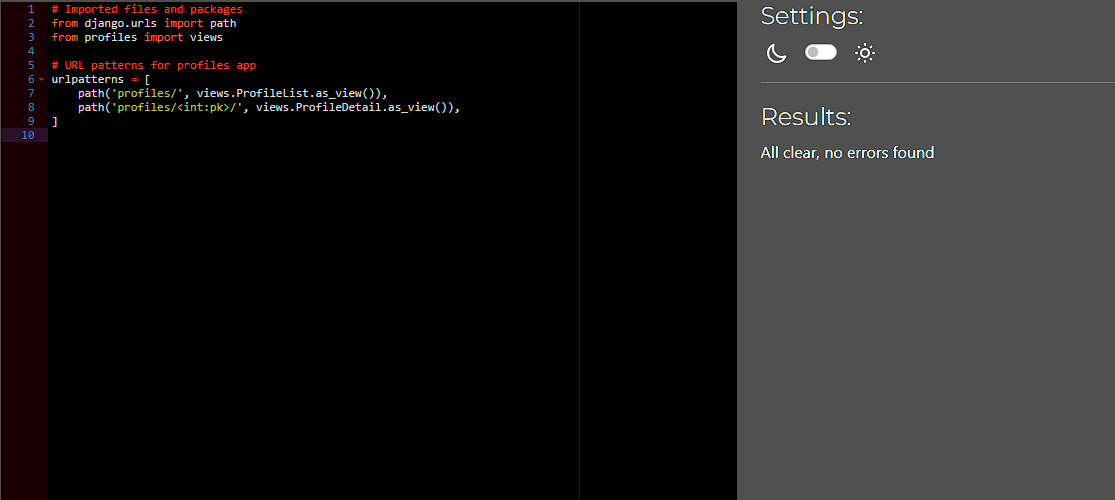 1 # Imported files and packages
2 from django.urls import path
3 from profiles import views
4
5 # URL patterns for profiles app
6 urlpatterns = [
7     path('profiles/', views.ProfileList.as_view()),
8     path('profiles/<int:pk>/', views.ProfileDetail.as_view()),
9 ]
10
Settings:
Results:
All clear, no errors found